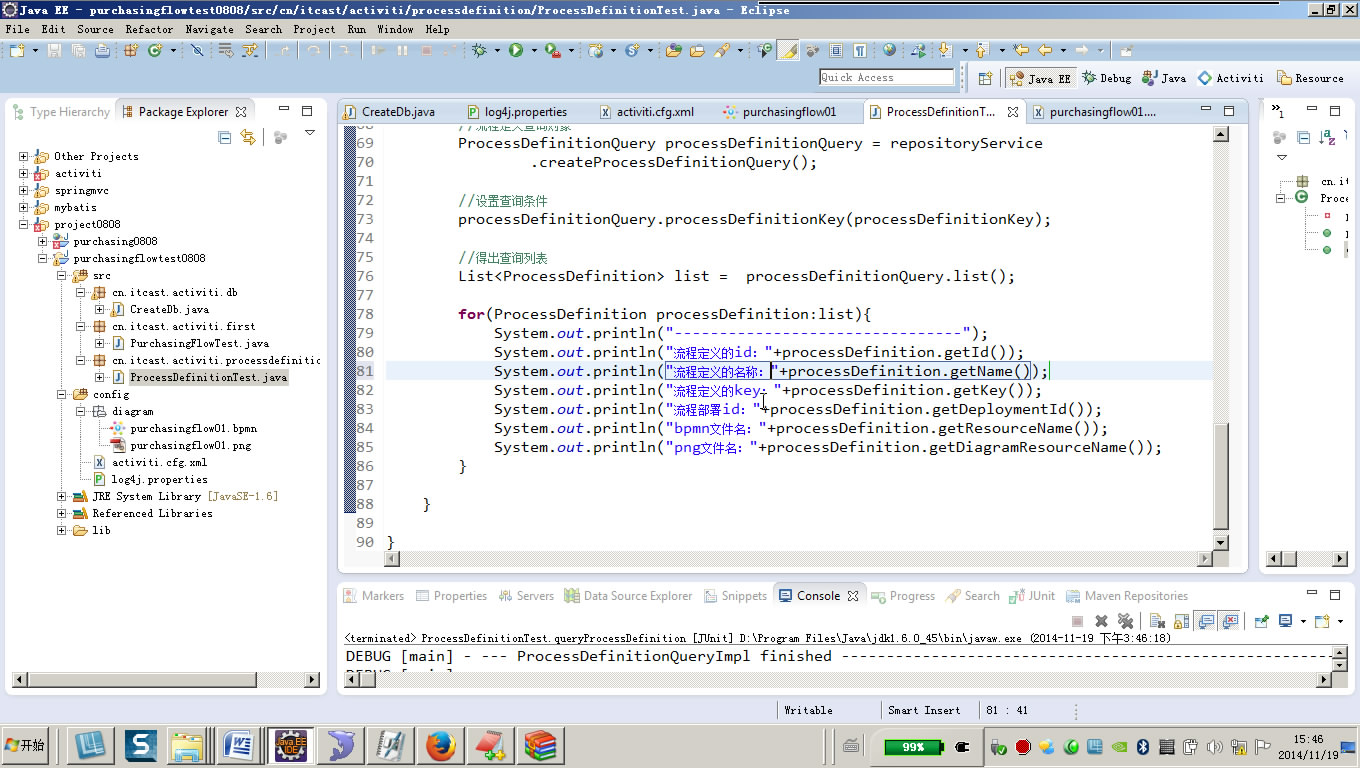 Java EE - purchasingflowtest0808/src/cn/itcast/activiti/processdefinition/ProcessDefinitionTest.java - Eclipse
File Edit Source Refactor Navigate Search Project Run Window Help
Quick Access
Java EE Debug Java Activiti Resource
Type Hierarchy Package Explorer
CreateDb.java log4j.properties activiti.cfg.xml purchasingflow01 ProcessDefinitionT... purchasingflow01....
Other Projects
activiti
springmvc
mybatis
project0808
purchasing0808
purchasingflowtest0808
src
cn.itcast.activiti.db
CreateDb.java
cn.itcast.activiti.first
PurchasingFlowTest.java
cn.itcast.activiti.processdefinitic
ProcessDefinitionTest.java
config
diagram
purchasingflow01.bpmn
purchasingflow01.png
activiti.cfg.xml
log4j.properties
JRE System Library [JavaSE-1.6]
Referenced Libraries
lib
68 //流程定义查询对象
69 ProcessDefinitionQuery processDefinitionQuery = repositoryService
70 .createProcessDefinitionQuery();
71
72 //设置查询条件
73 processDefinitionQuery.processDefinitionKey(processDefinitionKey);
74
75 //得出查询列表
76 List<ProcessDefinition> list =  processDefinitionQuery.list();
77
78 for(ProcessDefinition processDefinition:list){
79 System.out.println("--------------------------------");
80 System.out.println("流程定义的id："+processDefinition.getId());
81 System.out.println("流程定义的名称："+processDefinition.getName());
82 System.out.println("流程定义的key："+processDefinition.getKey());
83 System.out.println("流程部署id："+processDefinition.getDeploymentId());
84 System.out.println("bpmn文件名："+processDefinition.getResourceName());
85 System.out.println("png文件名："+processDefinition.getDiagramResourceName());
86 }
87
88 }
89
90 }
cn.it
Proce
Markers Properties Servers Data Source Explorer Snippets Console Progress Search JUnit Maven Repositories
<terminated> ProcessDefinitionTest.queryProcessDefinition [JUnit] D:\Program Files\Java\jdk1.6.0_45\bin\javaw.exe (2014-11-19 下午3:46:18)
DEBUG [main] - --- ProcessDefinitionQueryImpl finished --------------------------------------------------------
Writable Smart Insert 81 : 41
开始
99%
15:46
2014/11/19